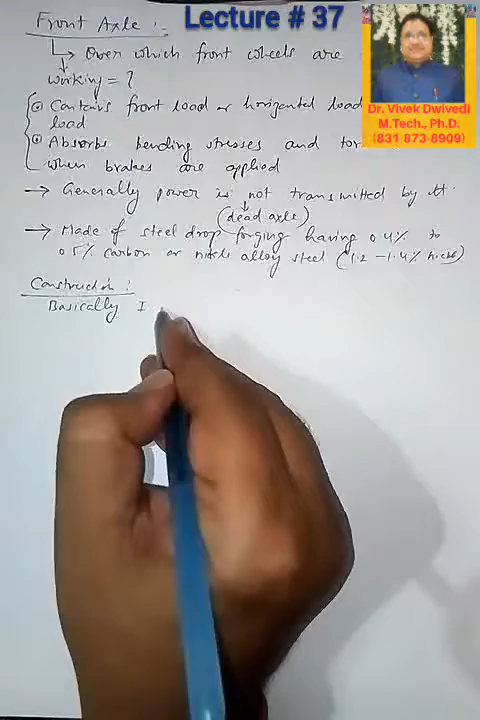 Lecture # 37
Front Axle :-
Over which front wheels are
working = ?
Contains front load or horizontal load
load
Absorbs bending stresses and tor
when brakes are applied
→ Generally power is not transmitted by it.
(dead axle)
→ Made of steel drop forging having 0.4% to
0.5% carbon or nickle alloy steel (1.2 - 1.4% nickel)
Construction :
Basically I
Dr. Vivek Dwivedi
M.Tech., Ph.D.
(831-873-8909)